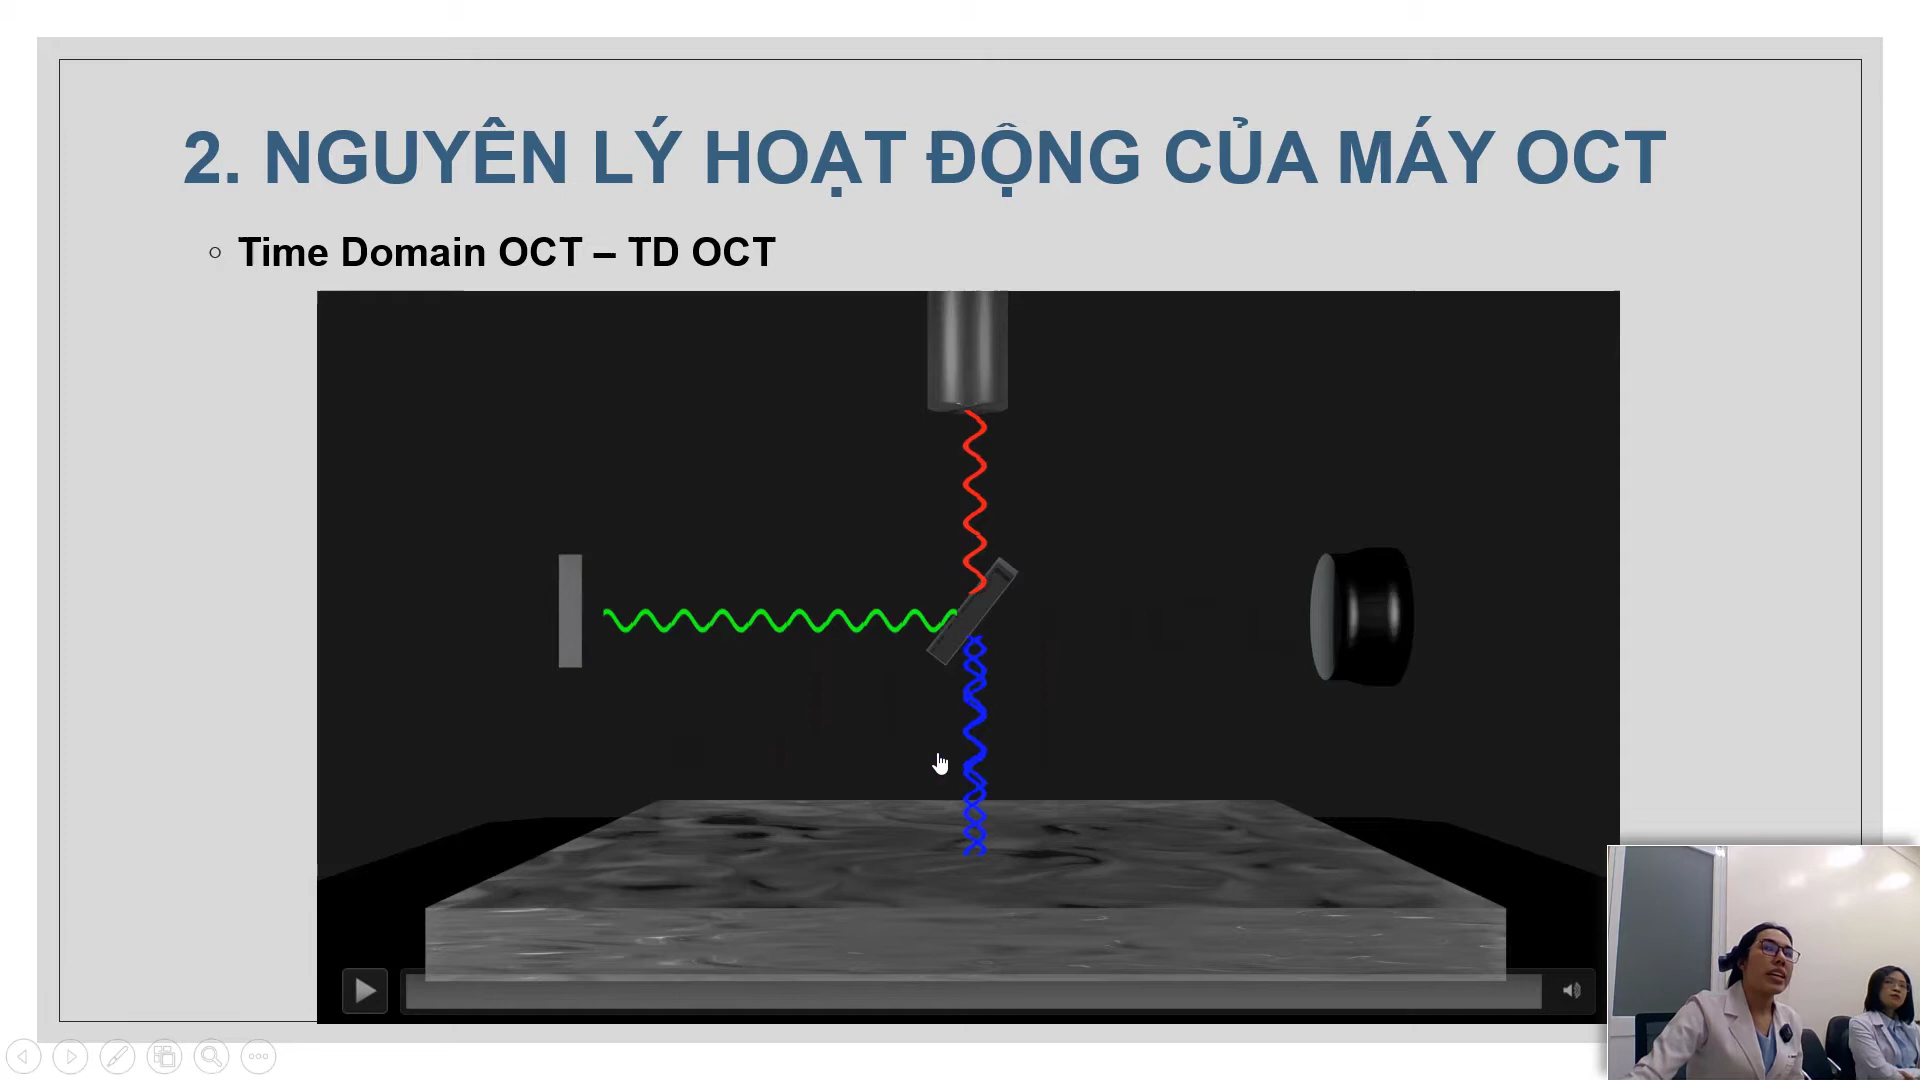 2. NGUYÊN LÝ HOẠT ĐỘNG CỦA MÁY OCT
Time Domain OCT – TD OCT